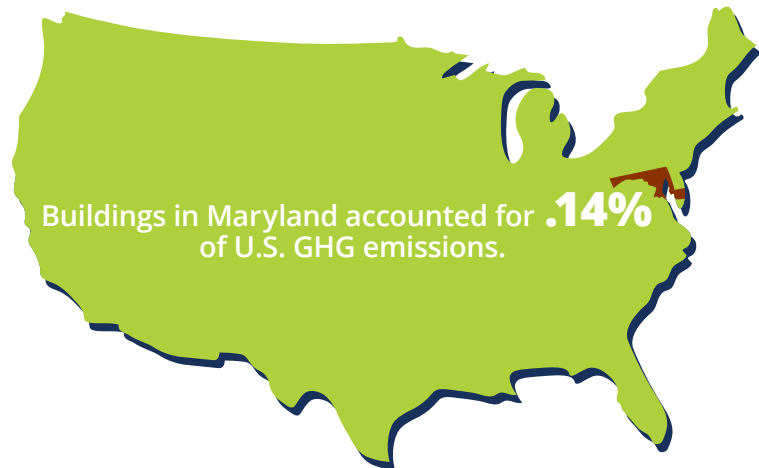 Buildings in Maryland accounted for .14%
of U.S. GHG emissions.